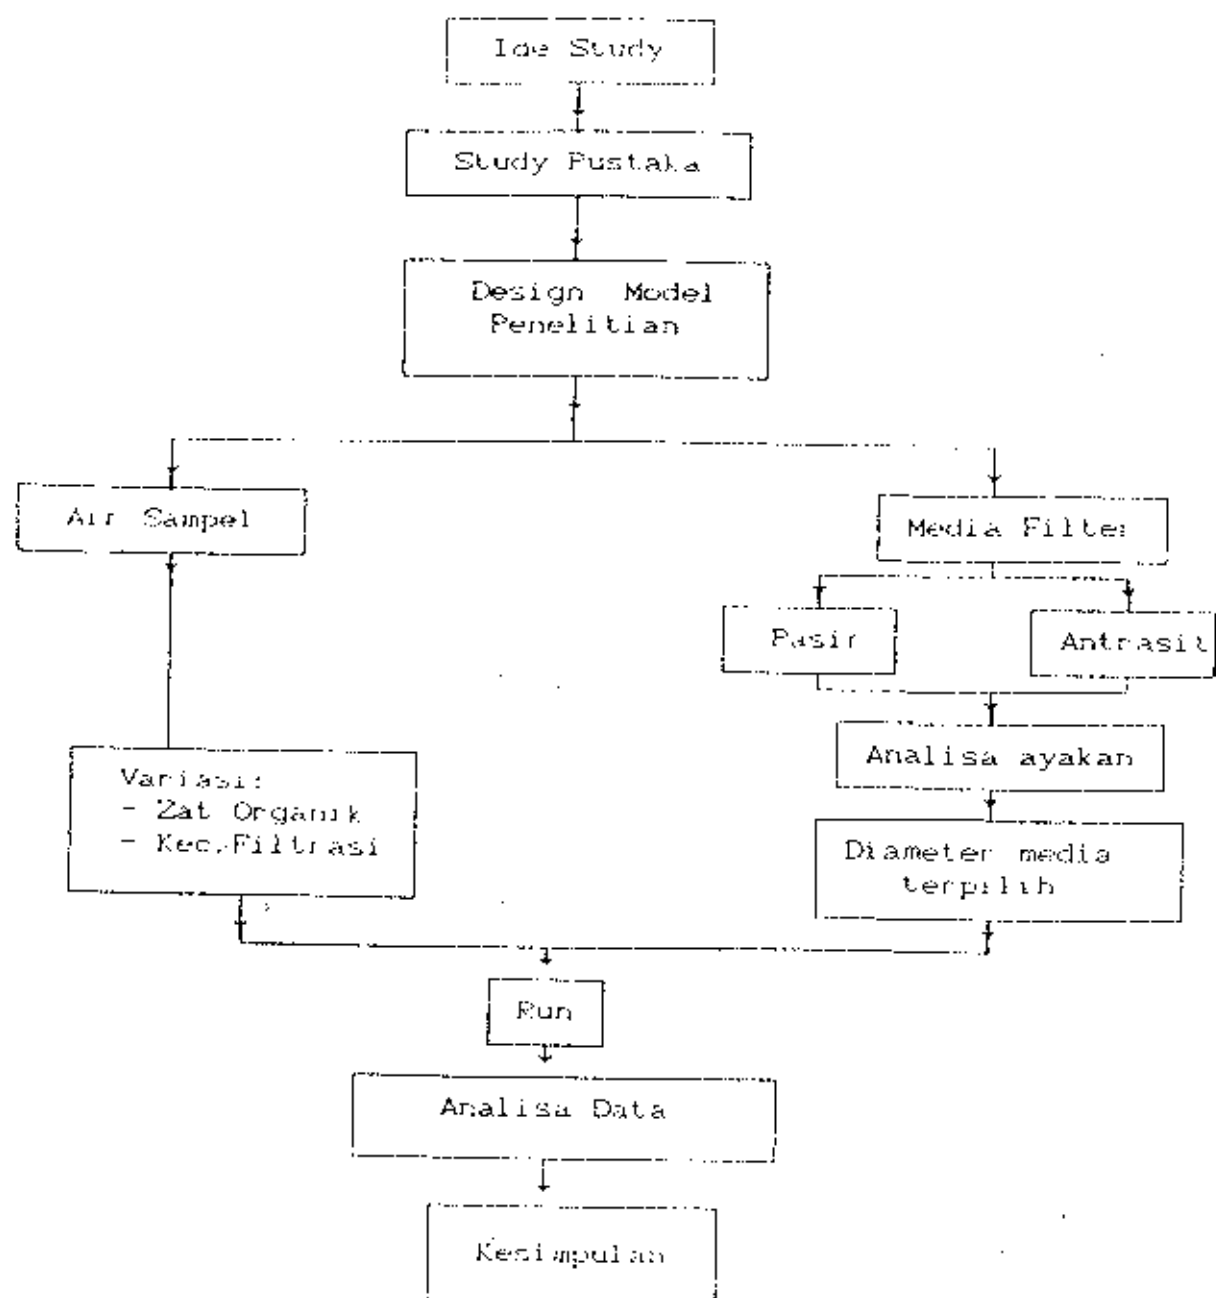 Ide Study
Study Pustaka
Design Model
Penelitian
Air Sampel
Media Filter
Pasir
Antrasit
Analisa ayakan
Variasi:
- Zat Organik
- Kec.Filtrasi
Diameter media
terpilih
Run
Analisa Data
Kesimpulan